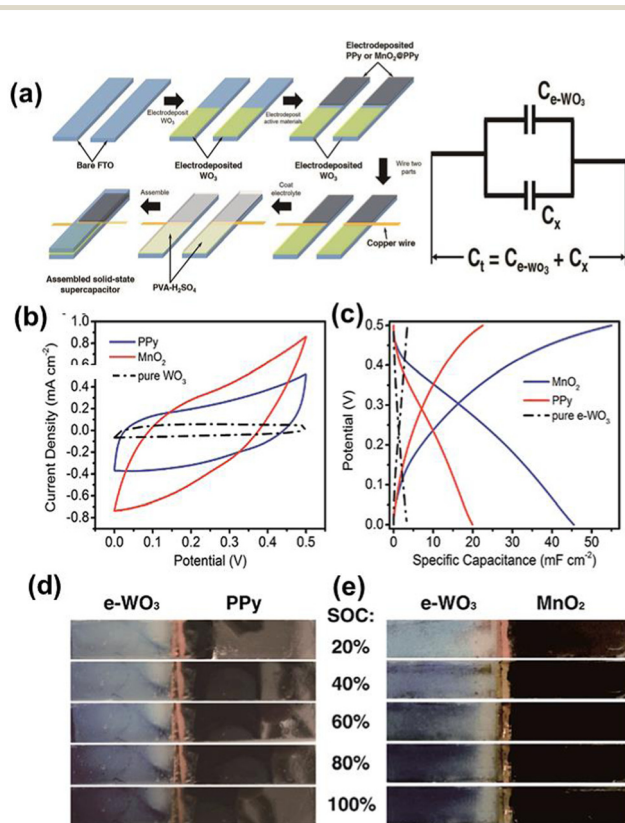 (a)
Electrodeposited
PPy or MnO₂@PPy
Electrodeposit
WO₃
Electrodeposit
active materials
Bare FTO
Electrodeposited
WO₃
Electrodeposited
WO₃
Wire two
parts
Assemble
Coat
electrolyte
Copper wire
Assembled solid-state
supercapacitor
PVA-H₂SO₄
Cₑ₋WO₃
Cₓ
Cₜ = Cₑ₋WO₃ + Cₓ
(b)
1.0
0.8
0.6
0.4
0.2
0.0
-0.2
-0.4
-0.6
-0.8
Current Density (mA cm⁻²)
PPy
MnO₂
pure WO₃
0.0 0.1 0.2 0.3 0.4 0.5
Potential (V)
(c)
0.5
0.4
0.3
0.2
0.1
0.0
Potential (V)
MnO₂
PPy
pure e-WO₃
0 10 20 30 40 50
Specific Capacitance (mF cm⁻²)
(d)
e-WO₃ PPy
SOC:
20%
40%
60%
80%
100%
(e)
e-WO₃ MnO₂